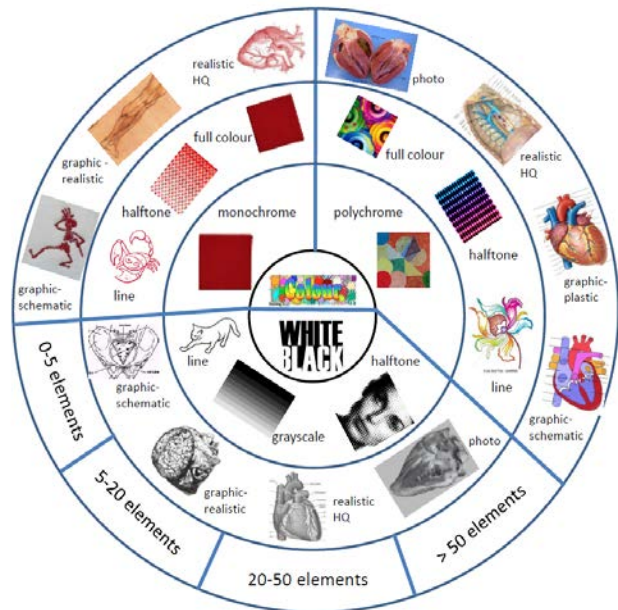 realistic
HQ
photo
graphic -
realistic
full colour
full colour
realistic
HQ
halftone
monochrome
polychrome
halftone
graphic-
schematic
line
graphic-
plastic
Colour
WHITE
BLACK
0-5 elements
graphic-
schematic
line
halftone
line
graphic-
schematic
grayscale
photo
5-20 elements
graphic-
realistic
realistic
HQ
> 50 elements
20-50 elements